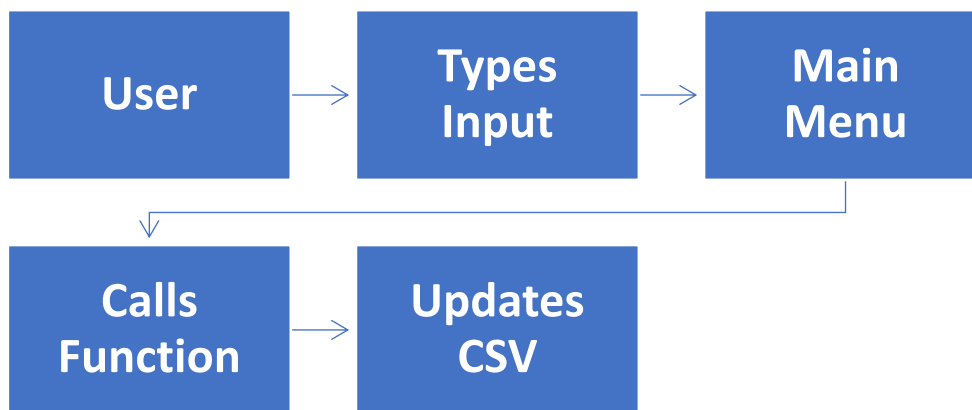 User
Types
Input
Main
Menu
Calls
Function
Updates
CSV